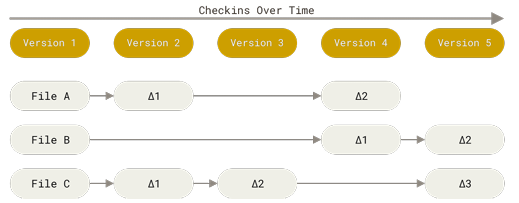 Checkins Over Time
Version 1 Version 2 Version 3 Version 4 Version 5
File A Δ1 Δ2
File B Δ1 Δ2
File C Δ1 Δ2 Δ3